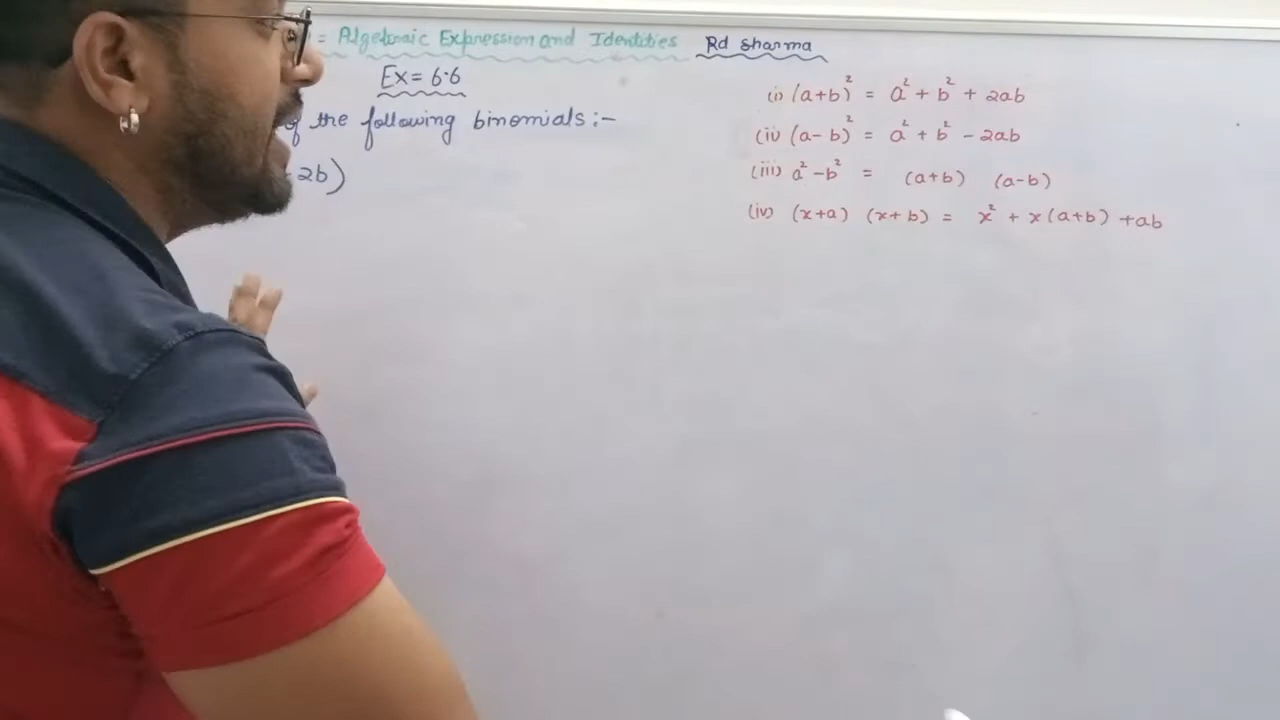 = Algebraic Expression and Identities Rd sharma
Ex = 6.6
of the following binomials :-
2b)
(i) (a+b)² = a² + b² + 2ab
(ii) (a-b)² = a² + b² - 2ab
(iii) a² - b² = (a+b) (a-b)
(iv) (x+a) (x+b) = x² + x(a+b) + ab